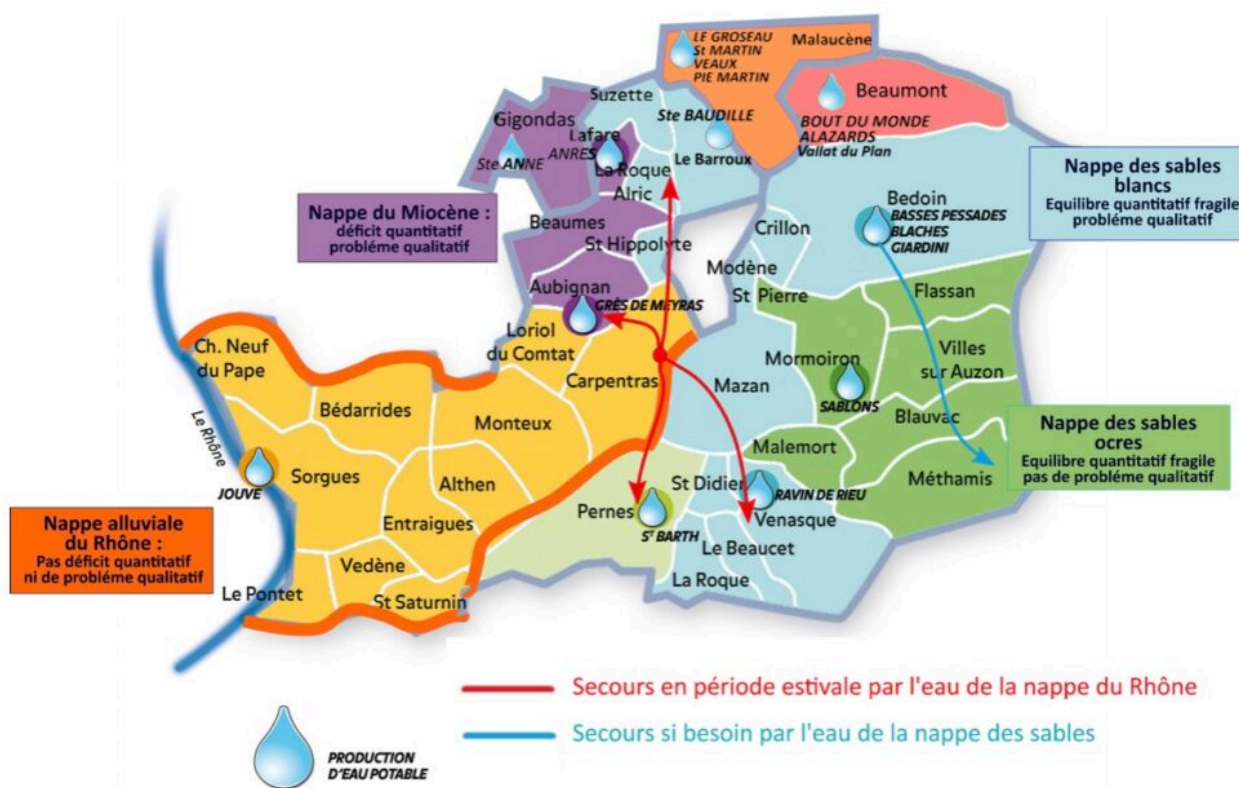 LE GROSEAU
St MARTIN
VEAUX
PIE MARTIN
Malaucène
Beaumont
BOUT DU MONDE
ALAZARDS
Vallat du Plan
Suzette
Ste BAUDILLE
Le Barroux
Gigondas
Ste ANNE
Lafare
ANRES
La Roque
Alric
Nappe des sables
blancs
Equilibre quantitatif fragile
probléme qualitatif
Bedoin
BASSES PESSADES
BLACHES
GIARDINI
Nappe du Miocène :
déficit quantitatif
probléme qualitatif
Beaumes
St Hippolyte
Crillon
Modène
St Pierre
Flassan
Aubignan
GRÈS DE MEYRAS
Loriol
du Comtat
Carpentras
Ch. Neuf
du Pape
Bédarrides
Monteux
Mazan
Mormoiron
SABLONS
Villes
sur Auzon
Blauvac
Malemort
Méthamis
Nappe des sables
ocres
Equilibre quantitatif fragile
pas de probléme qualitatif
Le Rhône
JOUVE
Sorgues
Althen
Entraigues
Pernes
ST BARTH
St Didier
RAVIN DE RIEU
Venasque
Le Beaucet
La Roque
Nappe alluviale
du Rhône :
Pas déficit quantitatif
ni de probléme qualitatif
Vedène
Le Pontet
St Saturnin
Secours en période estivale par l'eau de la nappe du Rhône
Secours si besoin par l'eau de la nappe des sables
PRODUCTION
D'EAU POTABLE